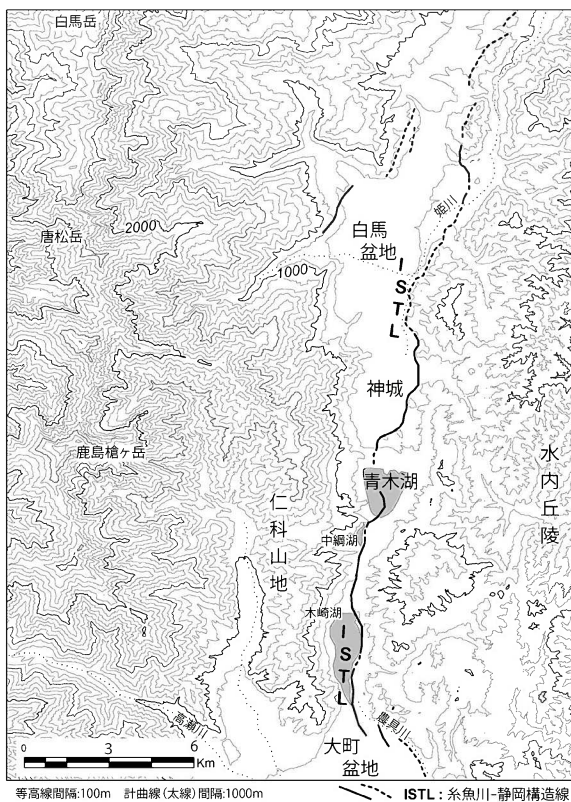 白馬岳
唐松岳
2000
白馬
盆地
姫川
1000
ISTL
神城
鹿島槍ヶ岳
青木湖
水内丘陵
仁科山地
中綱湖
木崎湖
ISTL
高瀬川
農具川
大町
盆地
0 3 6
Km
等高線間隔:100m 計曲線(太線)間隔:1000m ISTL:糸魚川-静岡構造線